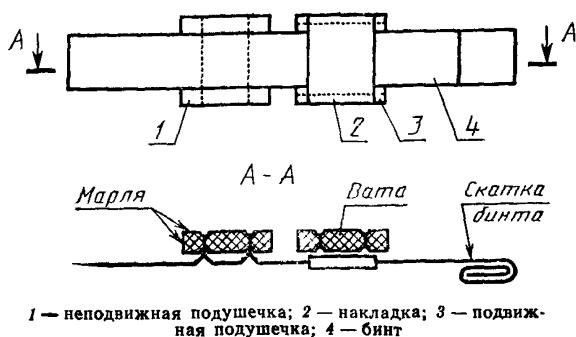 А А
1 2 3 4
А - А
Марля Вата Скатка
бинта
1 — неподвижная подушечка; 2 — накладка; 3 — подвиж-
ная подушечка; 4 — бинт